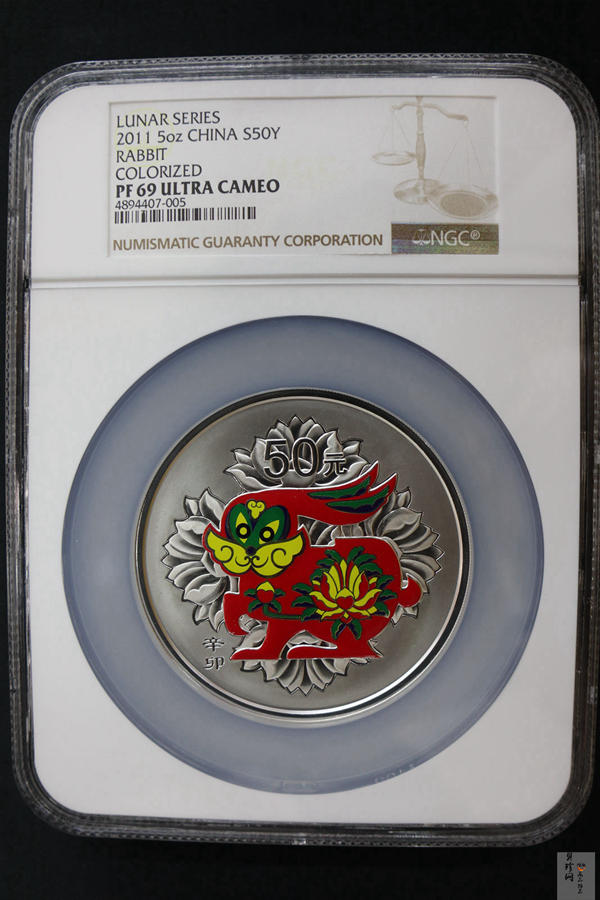 LUNAR SERIES
2011 5oz CHINA S50Y
RABBIT
COLORIZED
PF 69 ULTRA CAMEO
4894407-005
NUMISMATIC GUARANTY CORPORATION
NGC®
50元
辛
卯